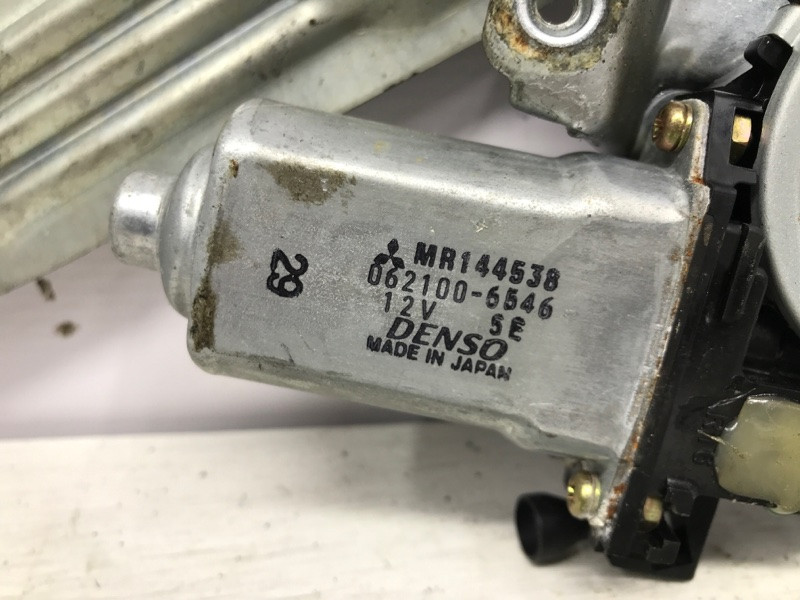 29
MR144538
062100-6546
12V 5E
DENSO
MADE IN JAPAN